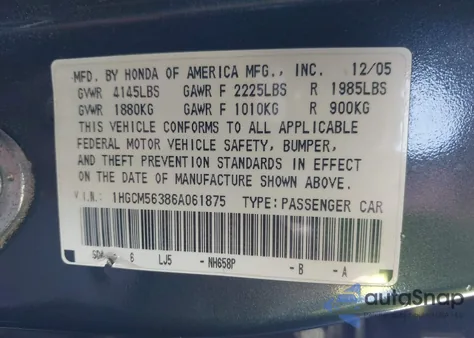 MFD. BY HONDA OF AMERICA MFG., INC. 12/05
GVWR 4145LBS GAWR F 2225LBS R 1985LBS
GVWR 1880KG GAWR F 1010KG R 900KG
THIS VEHICLE CONFORMS TO ALL APPLICABLE
FEDERAL MOTOR VEHICLE SAFETY, BUMPER,
AND THEFT PREVENTION STANDARDS IN EFFECT
ON THE DATE OF MANUFACTURE SHOWN ABOVE.
V.I.N.: 1HGCM56386A061875 TYPE: PASSENGER CAR
6 LJ5 - NH658P - B - A
autoSnap